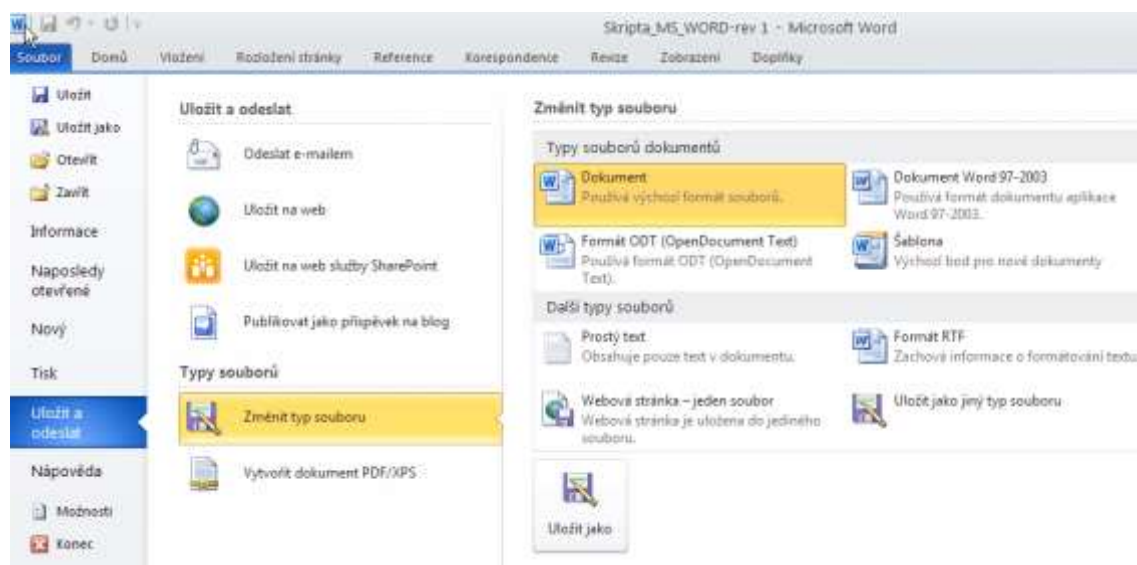 Skripta_MS_WORD-rev 1 - Microsoft Word
Soubor Domů Vložení Rozložení stránky Reference Korespondence Revize Zobrazení Doplňky
Uložit
Uložit jako
Otevřít
Zavřít
Informace
Naposledy
otevřené
Nový
Tisk
Uložit a
odeslat
Nápověda
Možnosti
Konec
Uložit a odeslat
Odeslat e-mailem
Uložit na web
Uložit na web služby SharePoint
Publikovat jako příspěvek na blog
Typy souborů
Změnit typ souboru
Vytvořit dokument PDF/XPS
Změnit typ souboru
Typy souborů dokumentů
Dokument
Používá výchozí formát souborů.
Dokument Word 97-2003
Používá formát dokumentu aplikace
Word 97-2003.
Formát ODT (OpenDocument Text)
Používá formát ODT (OpenDocument
Text).
Šablona
Výchozí bod pro nové dokumenty
Další typy souborů
Prostý text
Obsahuje pouze text v dokumentu.
Formát RTF
Zachová informace o formátování textu
Webová stránka – jeden
soubor
Webová stránka je uložena do jediného
souboru.
Uložit jako jiný typ souboru
Uložit jako